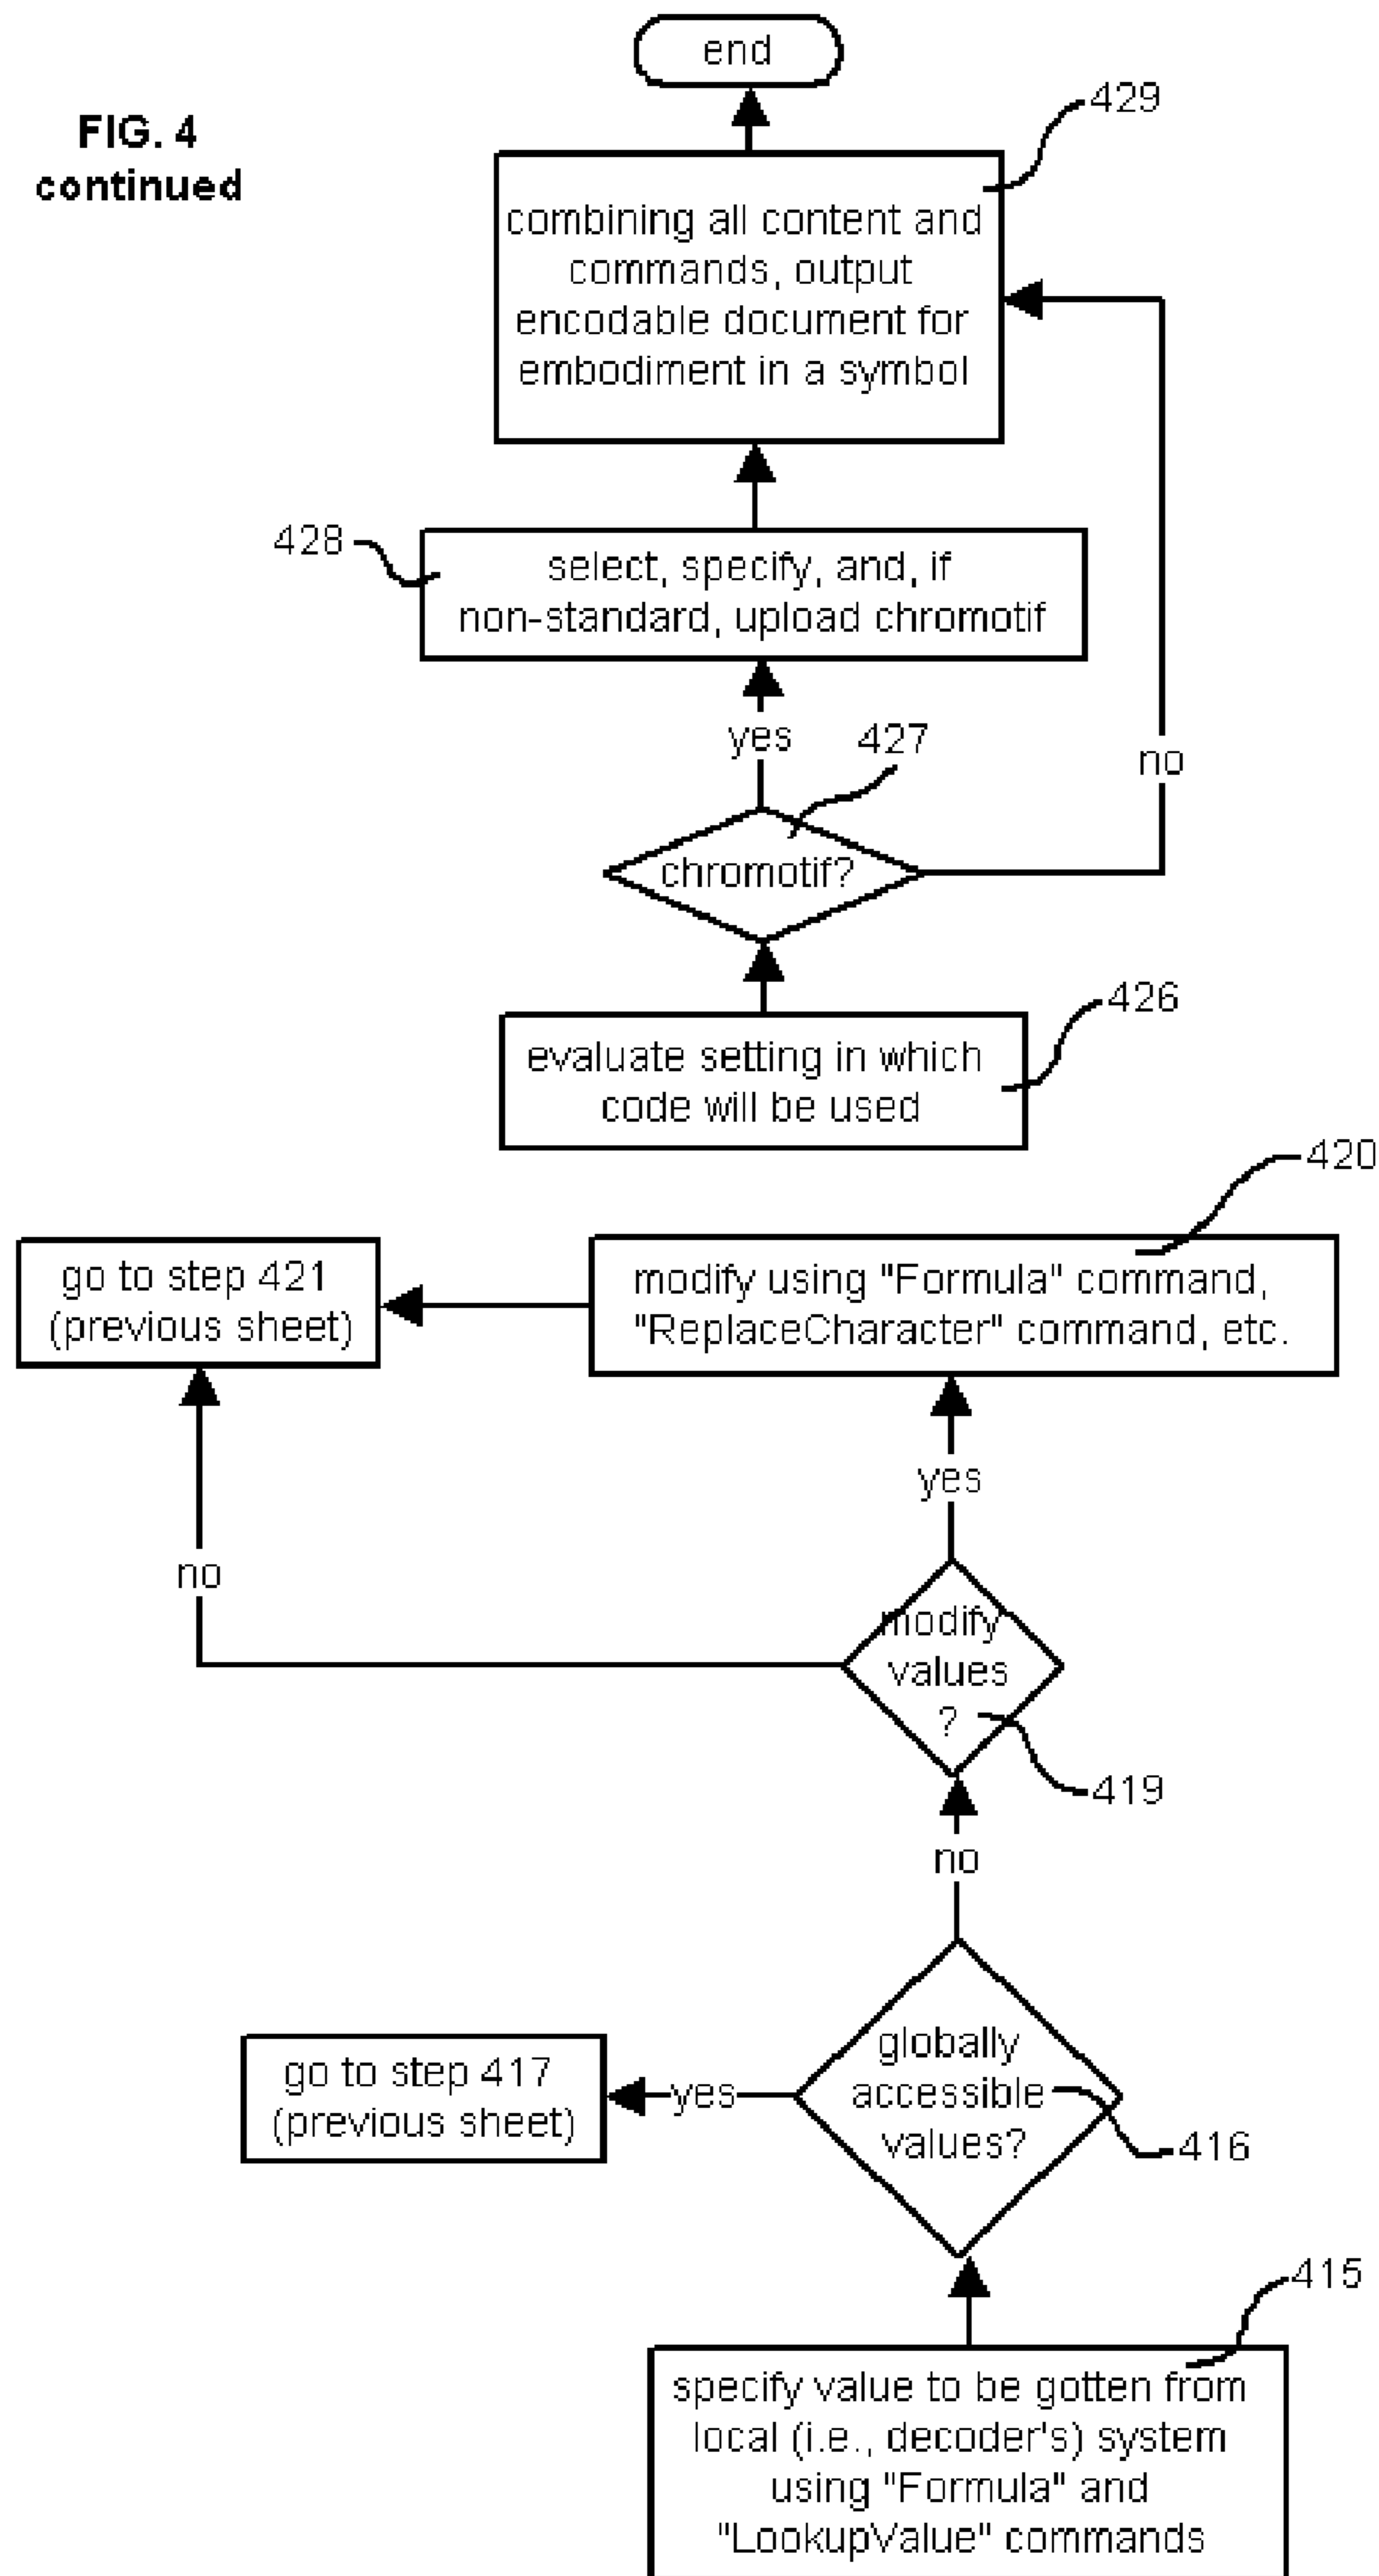 end
FIG. 4
continued
429
combining all content and
commands, output
encodable document for
embodiment in a symbol
428
select, specify, and, if
non-standard, upload chromotif
yes
427
no
chromotif?
426
evaluate setting in which
code will be used
420
go to step 421
(previous sheet)
modify using "Formula" command,
"ReplaceCharacter" command, etc.
yes
no
modify
values
?
419
no
globally
accessible
values?
go to step 417
(previous sheet)
yes
416
415
specify value to be gotten from
local (i.e., decoder's) system
using "Formula" and
"LookupValue" commands